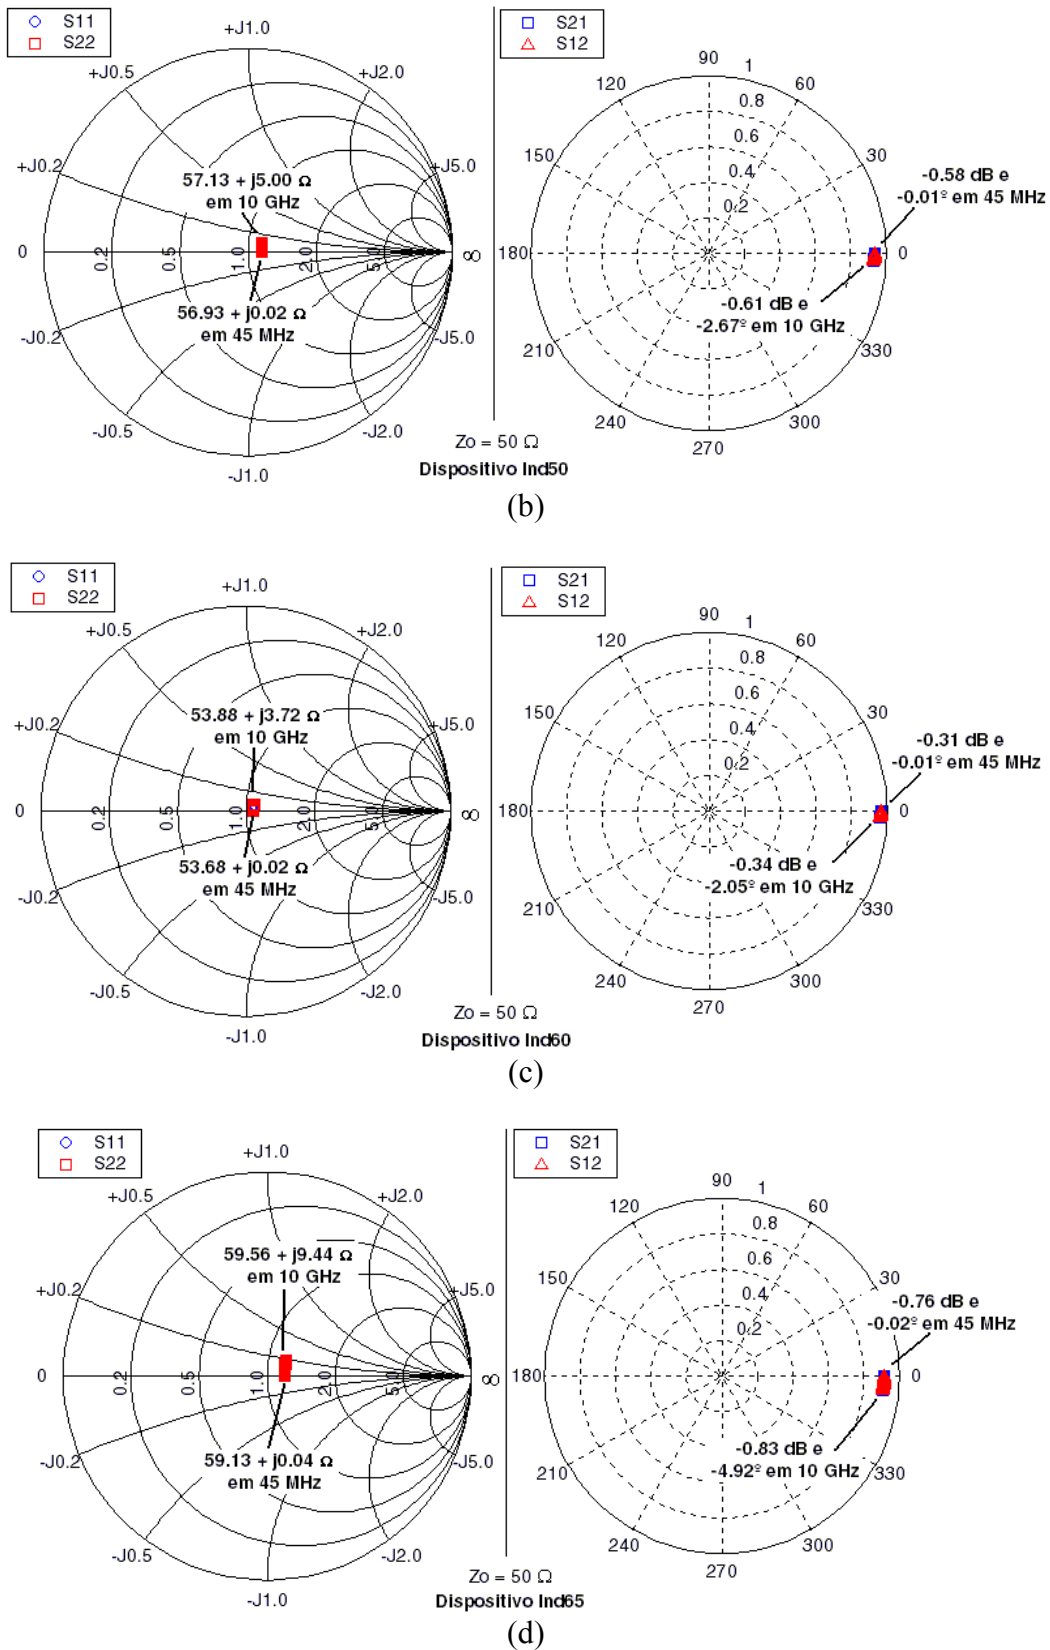 S11
S22
+J1.0
+J0.5
+J2.0
+J0.2
+J5.0
57.13 + j5.00 Ω
em 10 GHz
0
0.2
0.5
1.0
2.0
5.0
∞
56.93 + j0.02 Ω
em 45 MHz
-J0.2
-J5.0
-J0.5
-J2.0
-J1.0
S21
S12
90
1
120
60
0.8
0.6
150
30
0.4
0.2
-0.58 dB e
-0.01º em 45 MHz
180
0
-0.61 dB e
-2.67º em 10 GHz
210
330
240
300
270
Zo = 50 Ω
Dispositivo Ind50
(b)
S11
S22
+J1.0
+J0.5
+J2.0
+J0.2
+J5.0
53.88 + j3.72 Ω
em 10 GHz
0
0.2
0.5
1.0
2.0
5.0
∞
53.68 + j0.02 Ω
em 45 MHz
-J0.2
-J5.0
-J0.5
-J2.0
-J1.0
S21
S12
90
1
120
60
0.8
0.6
150
30
0.4
0.2
-0.31 dB e
-0.01º em 45 MHz
180
0
-0.34 dB e
-2.05º em 10 GHz
210
330
240
300
270
Zo = 50 Ω
Dispositivo Ind60
(c)
S11
S22
+J1.0
+J0.5
+J2.0
+J0.2
+J5.0
59.56 + j9.44 Ω
em 10 GHz
0
0.2
0.5
1.0
2.0
5.0
∞
59.13 + j0.04 Ω
em 45 MHz
-J0.2
-J5.0
-J0.5
-J2.0
-J1.0
S21
S12
90
1
120
60
0.8
0.6
150
30
0.4
0.2
-0.76 dB e
-0.02º em 45 MHz
180
0
-0.83 dB e
-4.92º em 10 GHz
210
330
240
300
270
Zo = 50 Ω
Dispositivo Ind65
(d)